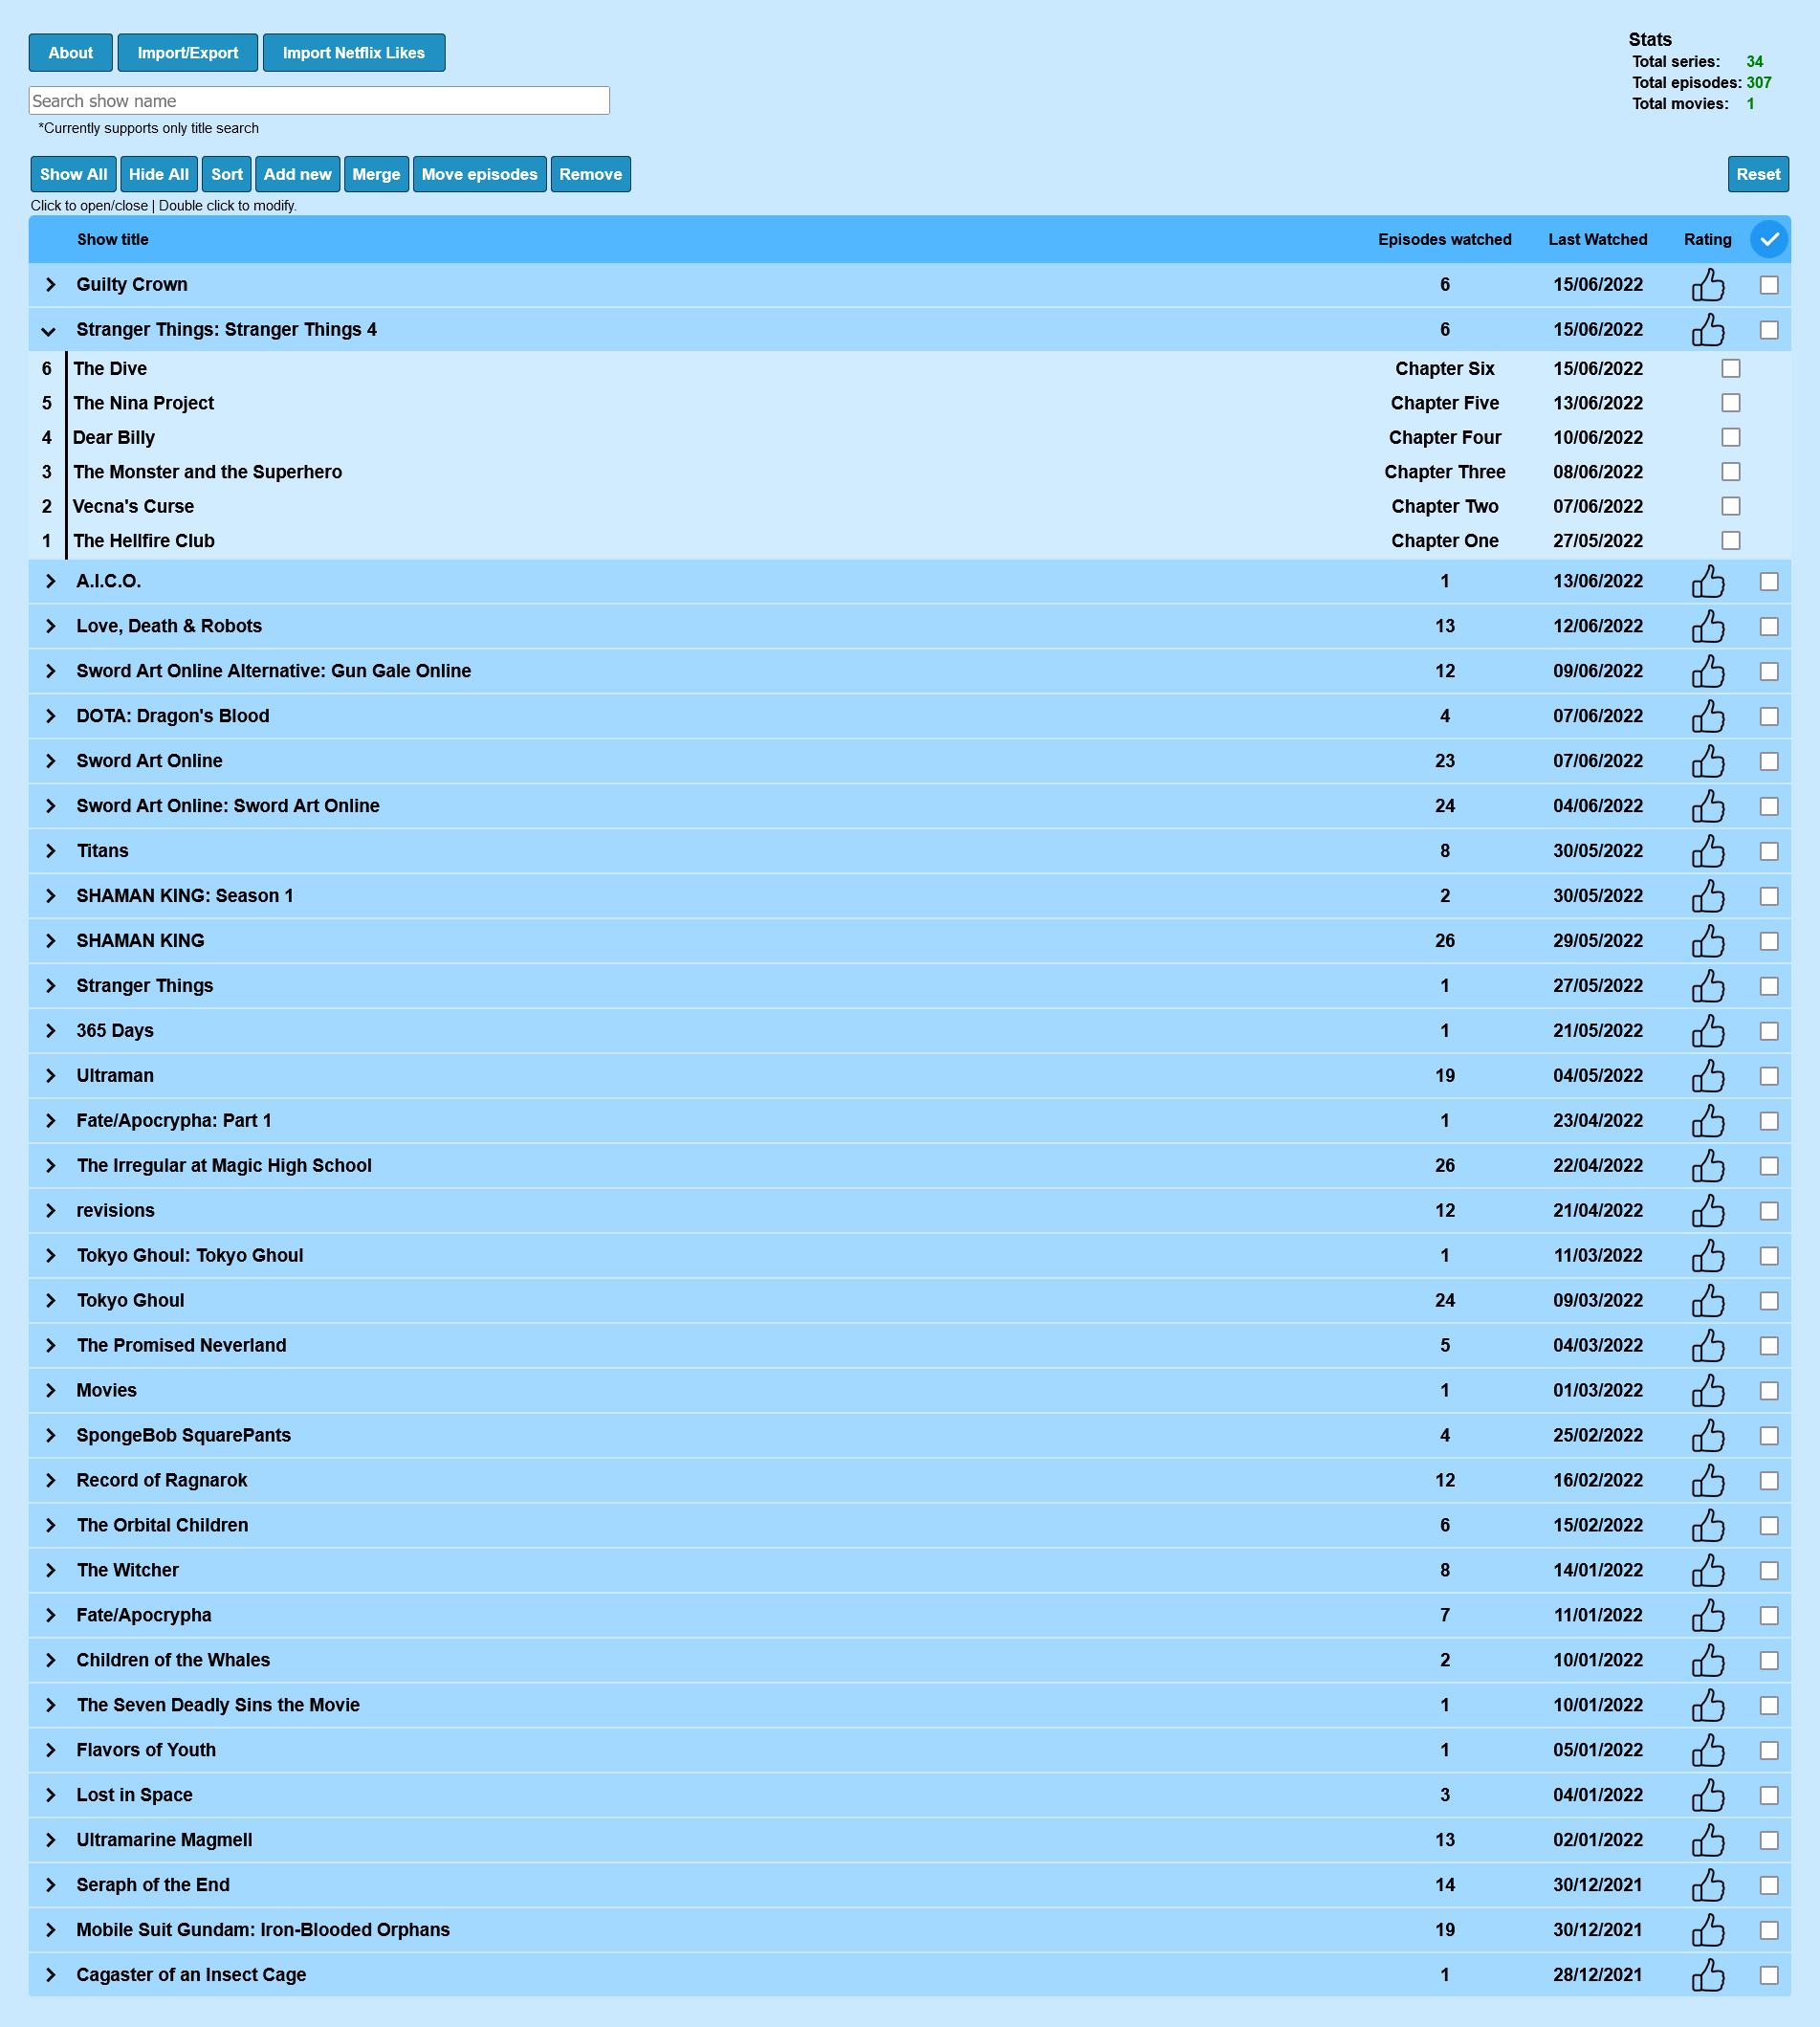 About Import/Export Import Netflix Likes
Stats
Total series: 34
Total episodes: 307
Total movies: 1
Search show name
*Currently supports only title search
Show All Hide All Sort Add new Merge Move episodes Remove Reset
Click to open/close | Double click to modify.
Show title Episodes watched Last Watched Rating
Guilty Crown 6 15/06/2022
Stranger Things: Stranger Things 4 6 15/06/2022
6 The Dive Chapter Six 15/06/2022
5 The Nina Project Chapter Five 13/06/2022
4 Dear Billy Chapter Four 10/06/2022
3 The Monster and the Superhero Chapter Three 08/06/2022
2 Vecna's Curse Chapter Two 07/06/2022
1 The Hellfire Club Chapter One 27/05/2022
A.I.C.O. 1 13/06/2022
Love, Death & Robots 13 12/06/2022
Sword Art Online Alternative: Gun Gale Online 12 09/06/2022
DOTA: Dragon's Blood 4 07/06/2022
Sword Art Online 23 07/06/2022
Sword Art Online: Sword Art Online 24 04/06/2022
Titans 8 30/05/2022
SHAMAN KING: Season 1 2 30/05/2022
SHAMAN KING 26 29/05/2022
Stranger Things 1 27/05/2022
365 Days 1 21/05/2022
Ultraman 19 04/05/2022
Fate/Apocrypha: Part 1 1 23/04/2022
The Irregular at Magic High School 26 22/04/2022
revisions 12 21/04/2022
Tokyo Ghoul: Tokyo Ghoul 1 11/03/2022
Tokyo Ghoul 24 09/03/2022
The Promised Neverland 5 04/03/2022
Movies 1 01/03/2022
SpongeBob SquarePants 4 25/02/2022
Record of Ragnarok 12 16/02/2022
The Orbital Children 6 15/02/2022
The Witcher 8 14/01/2022
Fate/Apocrypha 7 11/01/2022
Children of the Whales 2 10/01/2022
The Seven Deadly Sins the Movie 1 10/01/2022
Flavors of Youth 1 05/01/2022
Lost in Space 3 04/01/2022
Ultramarine Magmell 13 02/01/2022
Seraph of the End 14 30/12/2021
Mobile Suit Gundam: Iron-Blooded Orphans 19 30/12/2021
Cagaster of an Insect Cage 1 28/12/2021